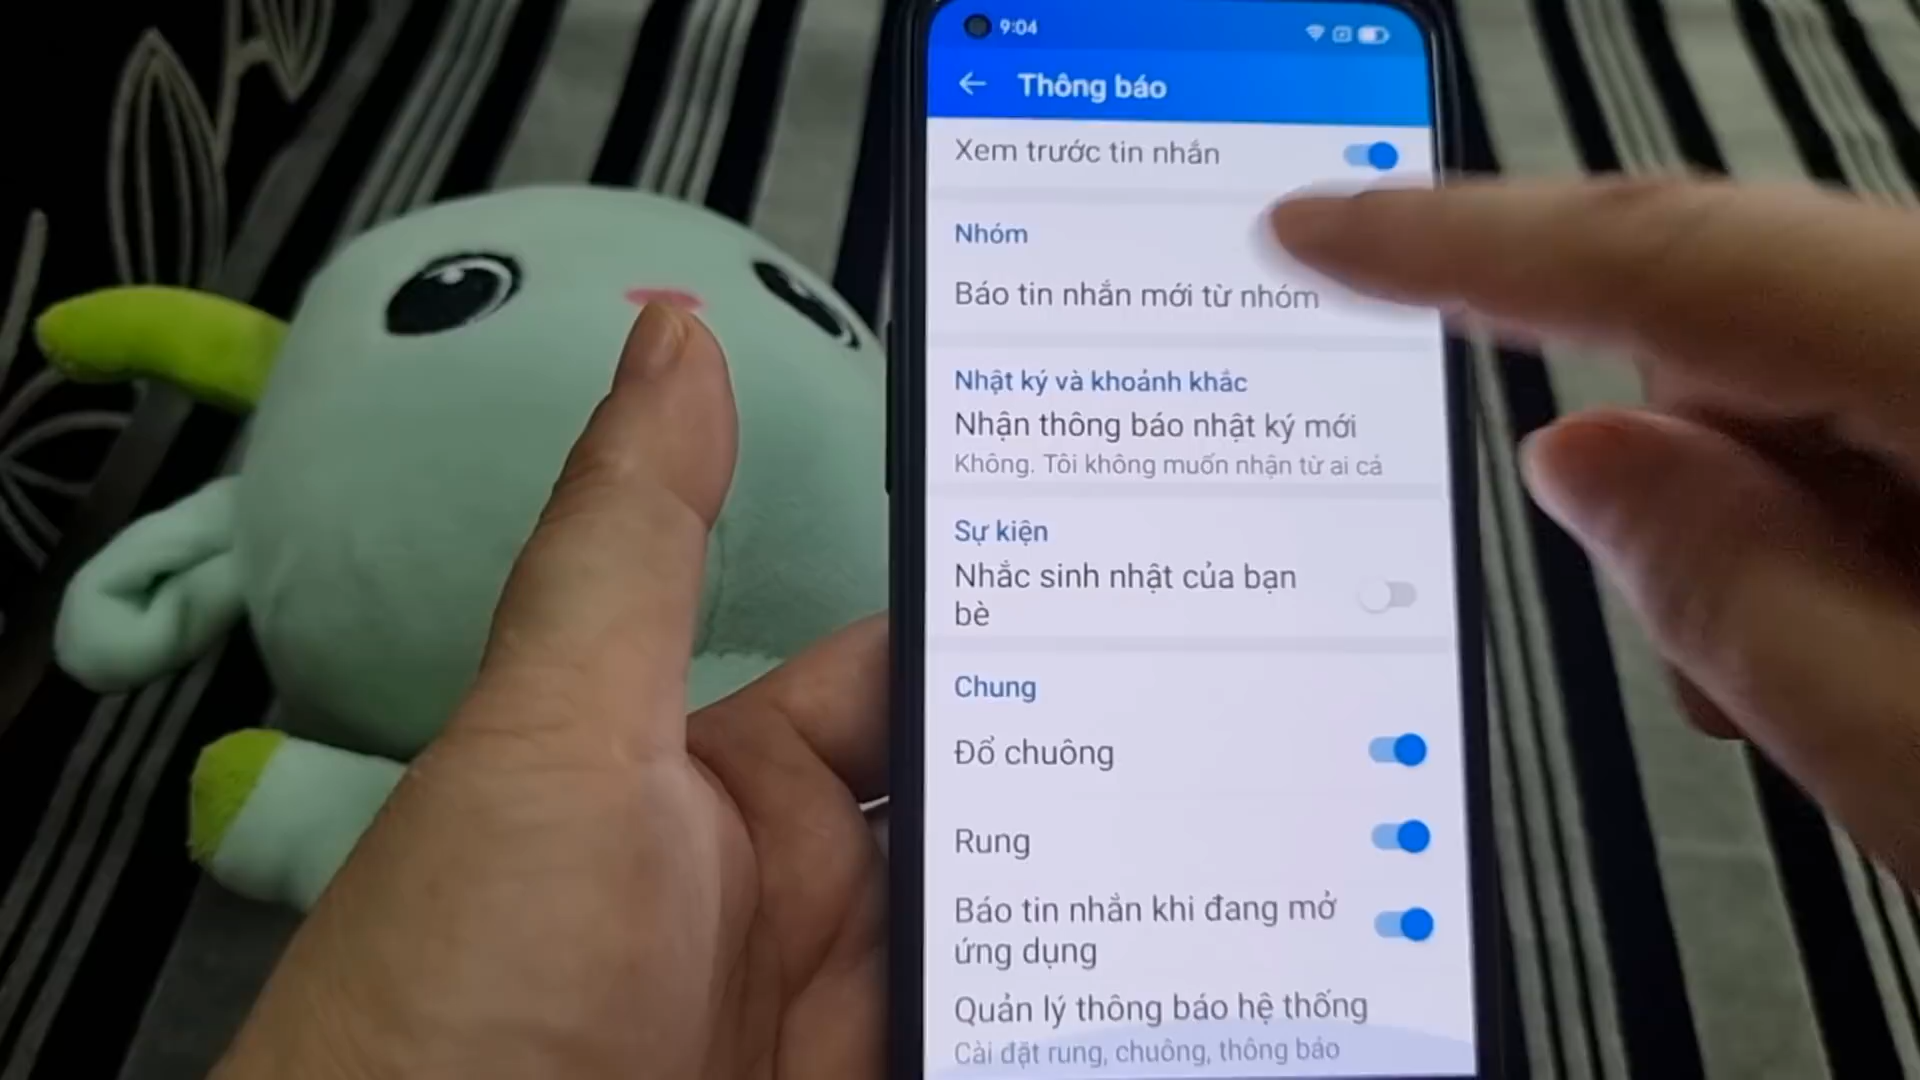 9:04
Thông báo
Xem trước tin nhắn
Nhóm
Báo tin nhắn mới từ nhóm
Nhật ký và khoảnh khắc
Nhận thông báo nhật ký mới
Không. Tôi không muốn nhận từ ai cả
Sự kiện
Nhắc sinh nhật của bạn
bè
Chung
Đổ chuông
Rung
Báo tin nhắn khi đang mở
ứng dụng
Quản lý thông báo hệ thống
Cài đặt rung, chuông, thông báo